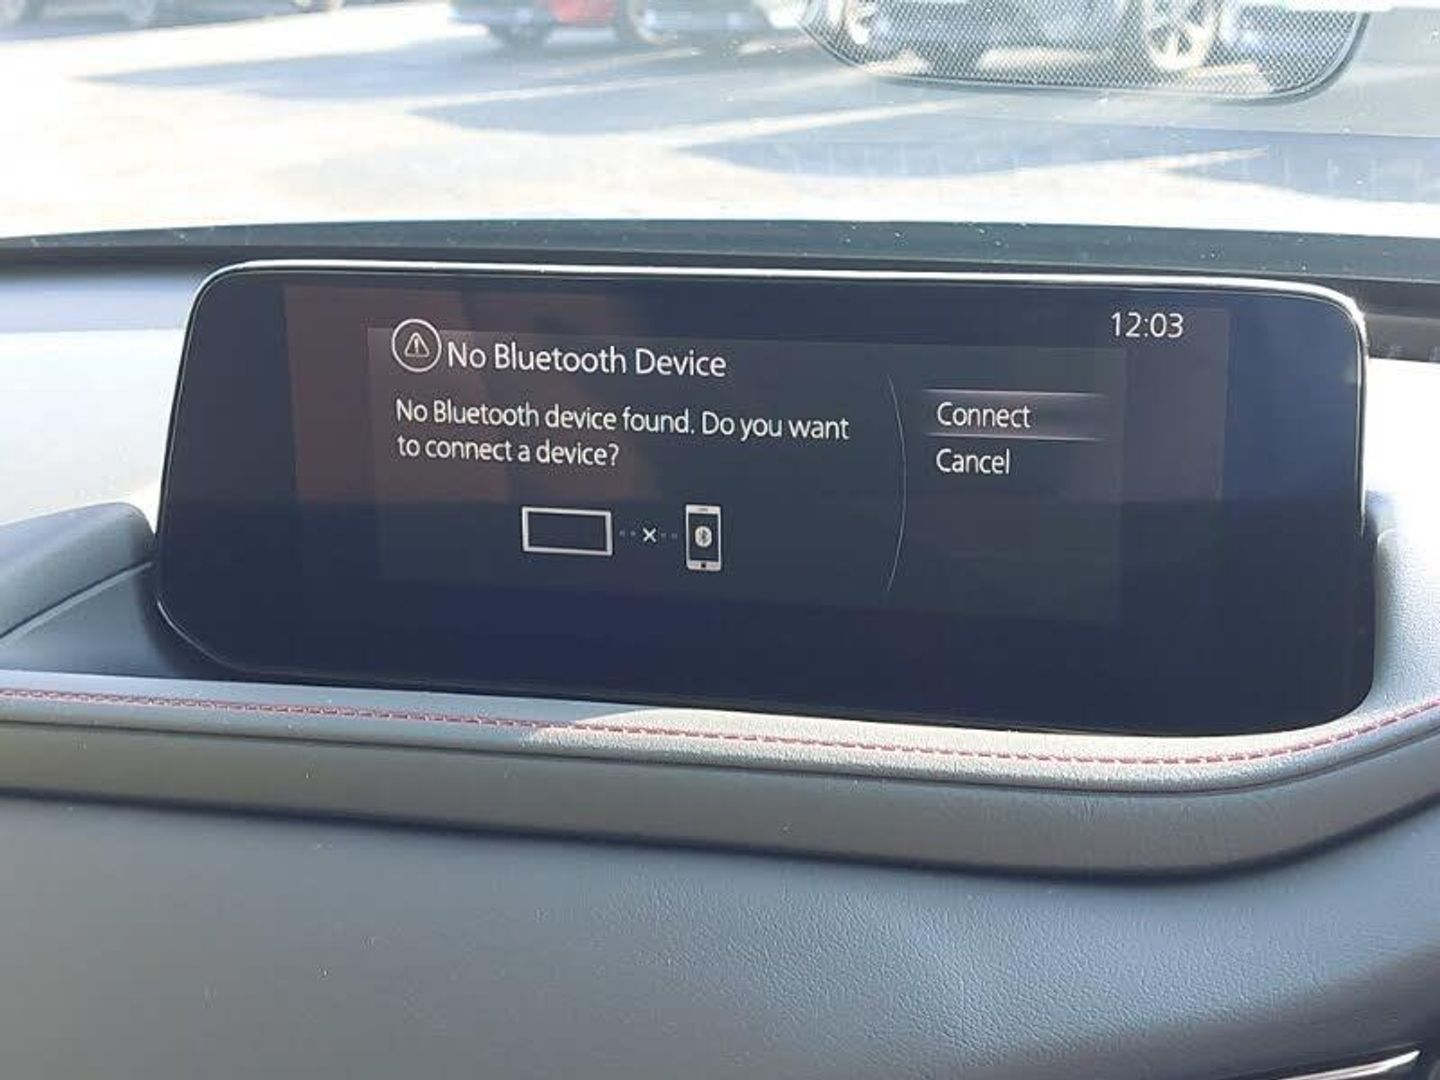 12:03
No Bluetooth Device
No Bluetooth device found. Do you want
to connect a device?
Connect
Cancel